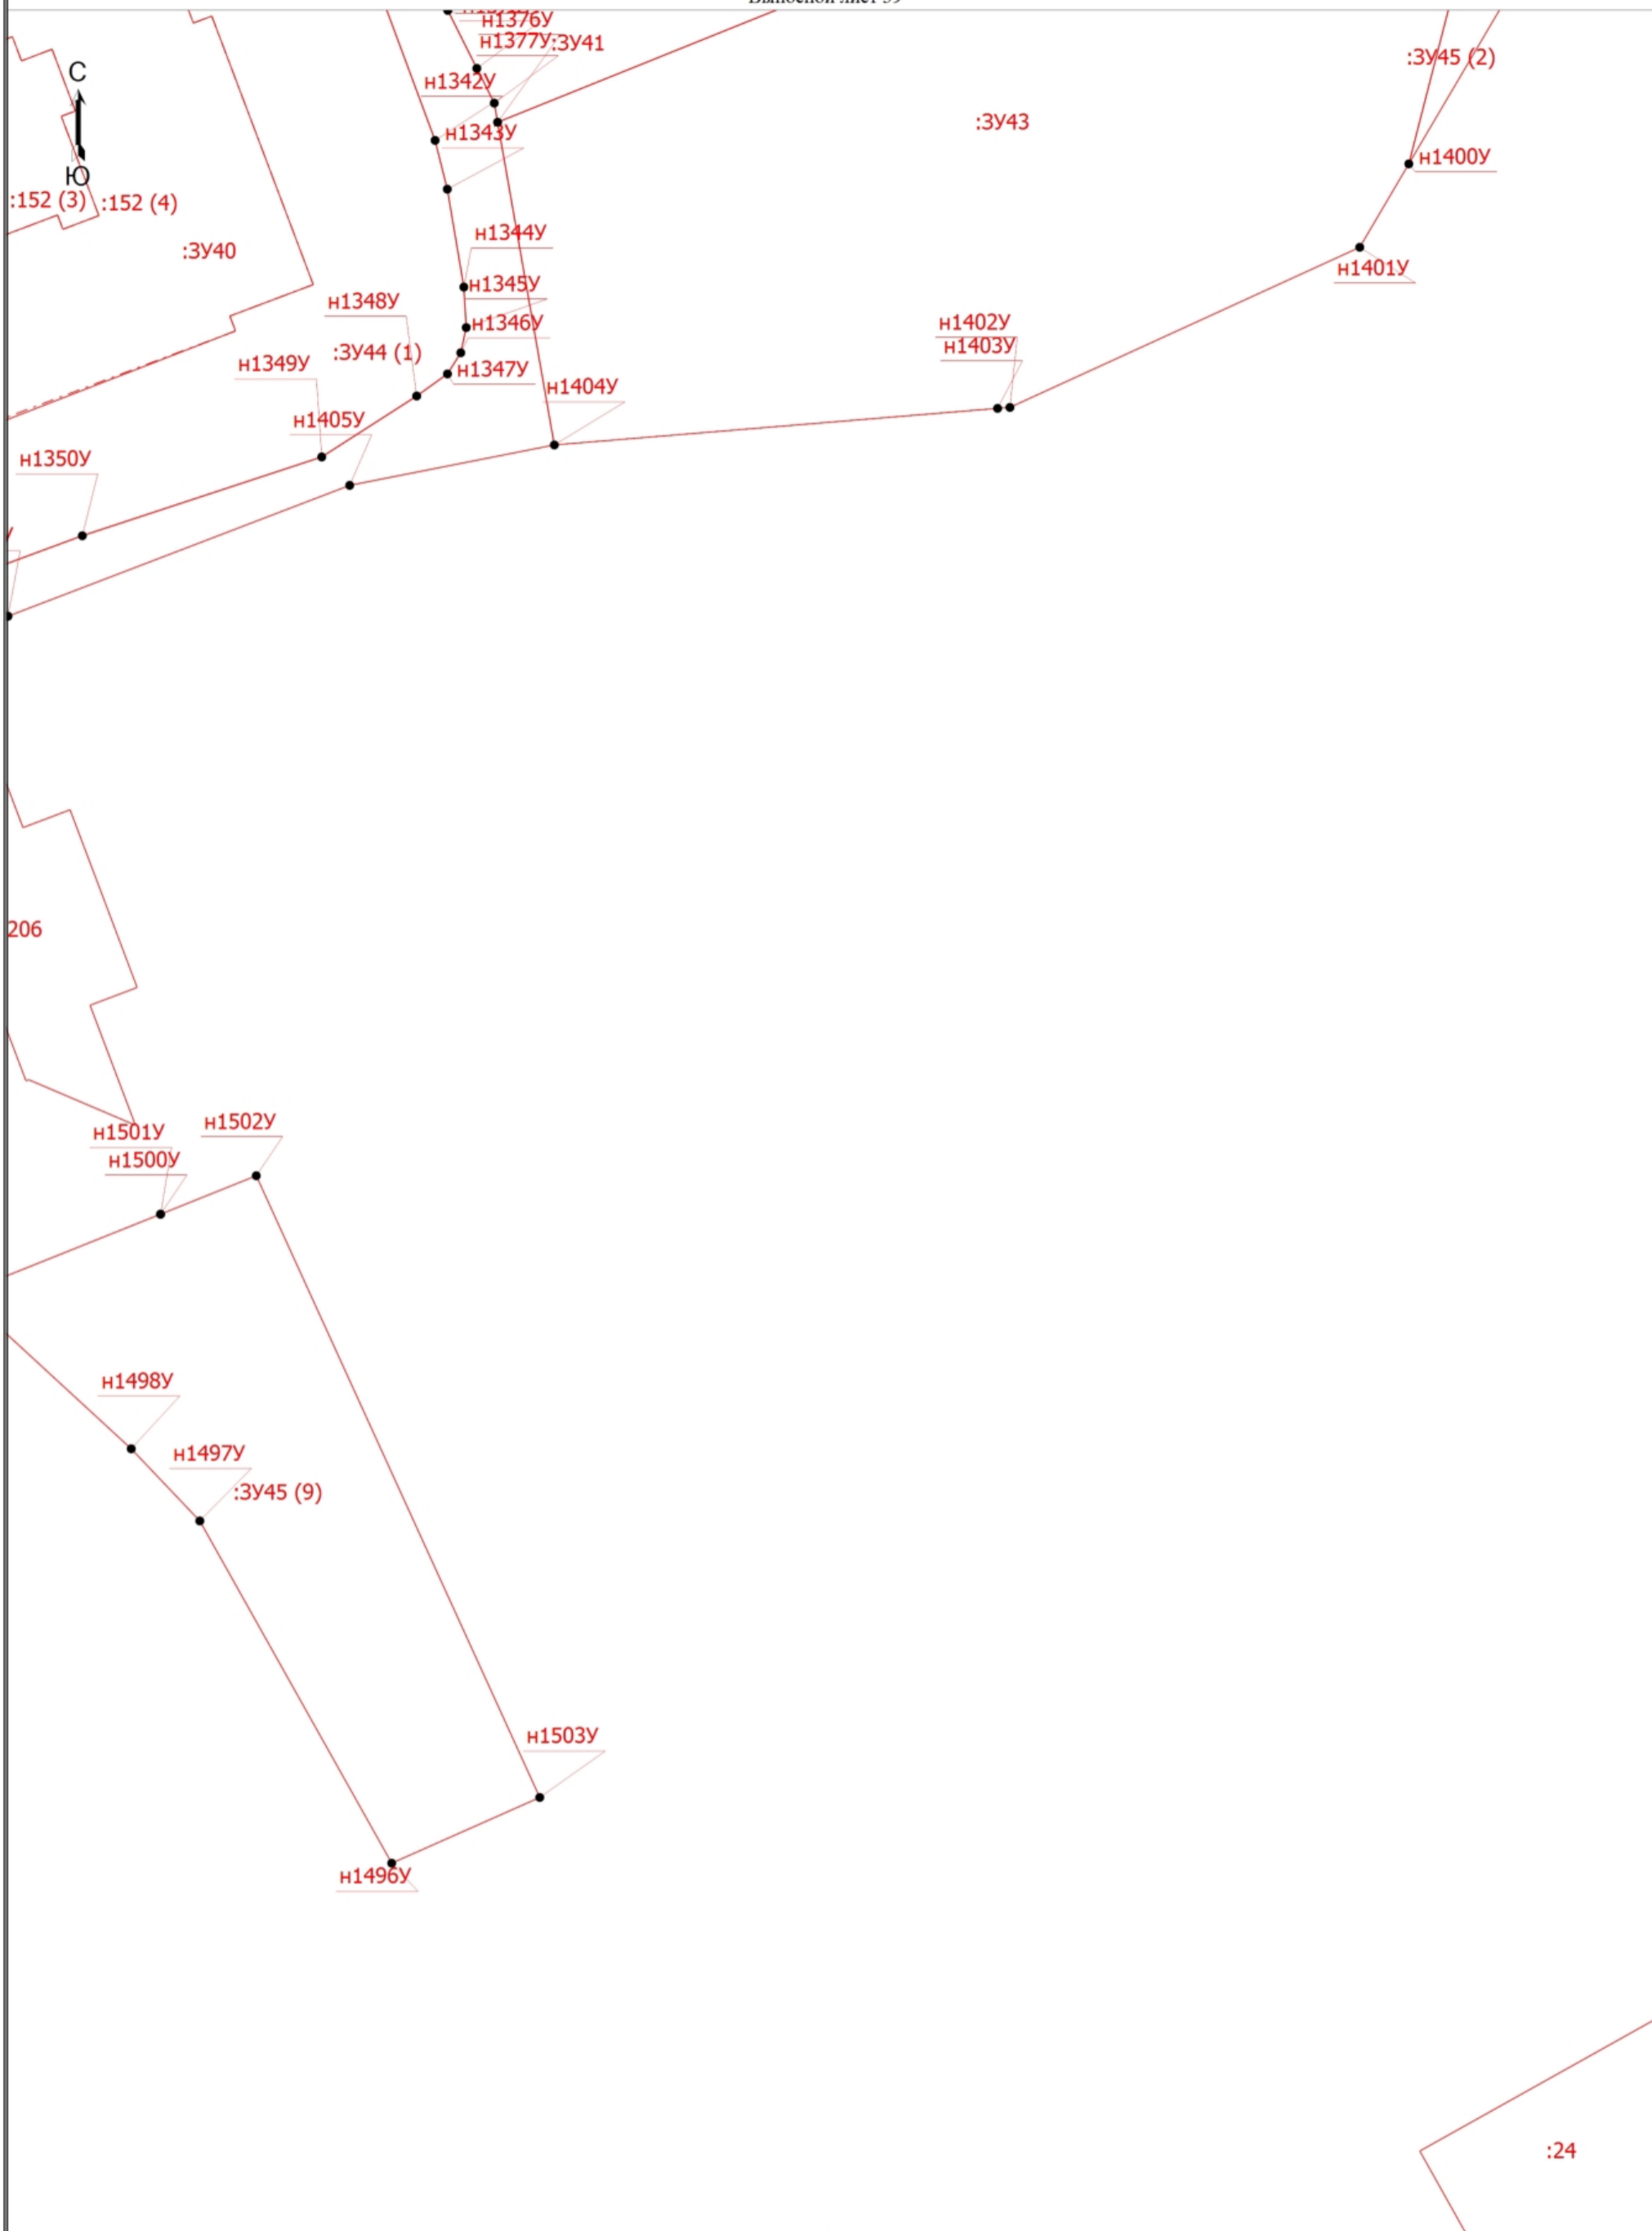 н1376У
н1377У
:ЗУ41
:ЗУ45 (2)
С
н1342У
:ЗУ43
н1343У
н1400У
Ю
:152 (3)
:152 (4)
н1344У
:ЗУ40
н1401У
н1345У
н1348У
н1346У
н1402У
:ЗУ44 (1)
н1403У
н1349У
н1347У
н1404У
н1405У
н1350У
206
н1502У
н1501У
н1500У
н1498У
н1497У
:ЗУ45 (9)
н1503У
н1496У
:24